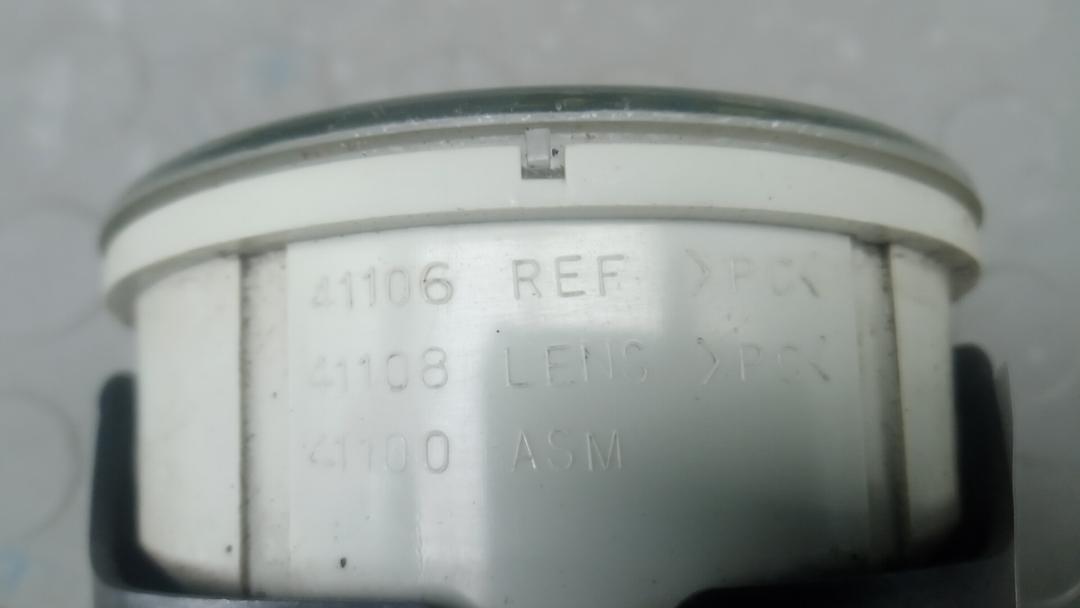 41106 REF >PC<
41108 LENS >PC<
41100 ASM